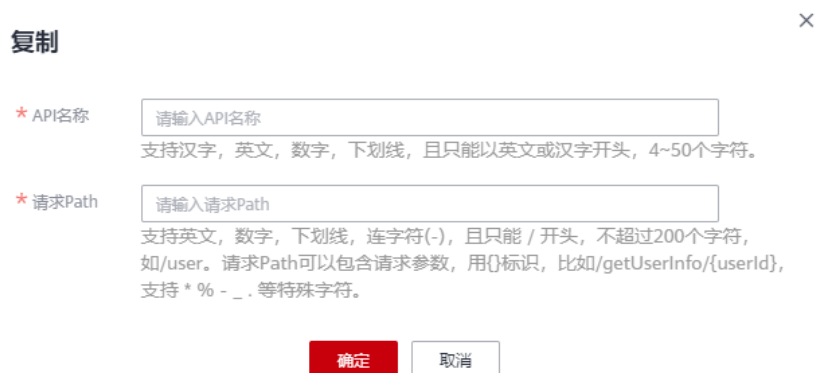 复制
* API名称
请输入API名称
支持汉字，英文，数字，下划线，且只能以英文或汉字开头，4~50个字符。
* 请求Path
请输入请求Path
支持英文，数字，下划线，连字符(-)，且只能 / 开头，不超过200个字符，
如/user。请求Path可以包含请求参数，用{}标识，比如/getUserInfo/{userId}，
支持 * % - _ . 等特殊字符。
确定 取消